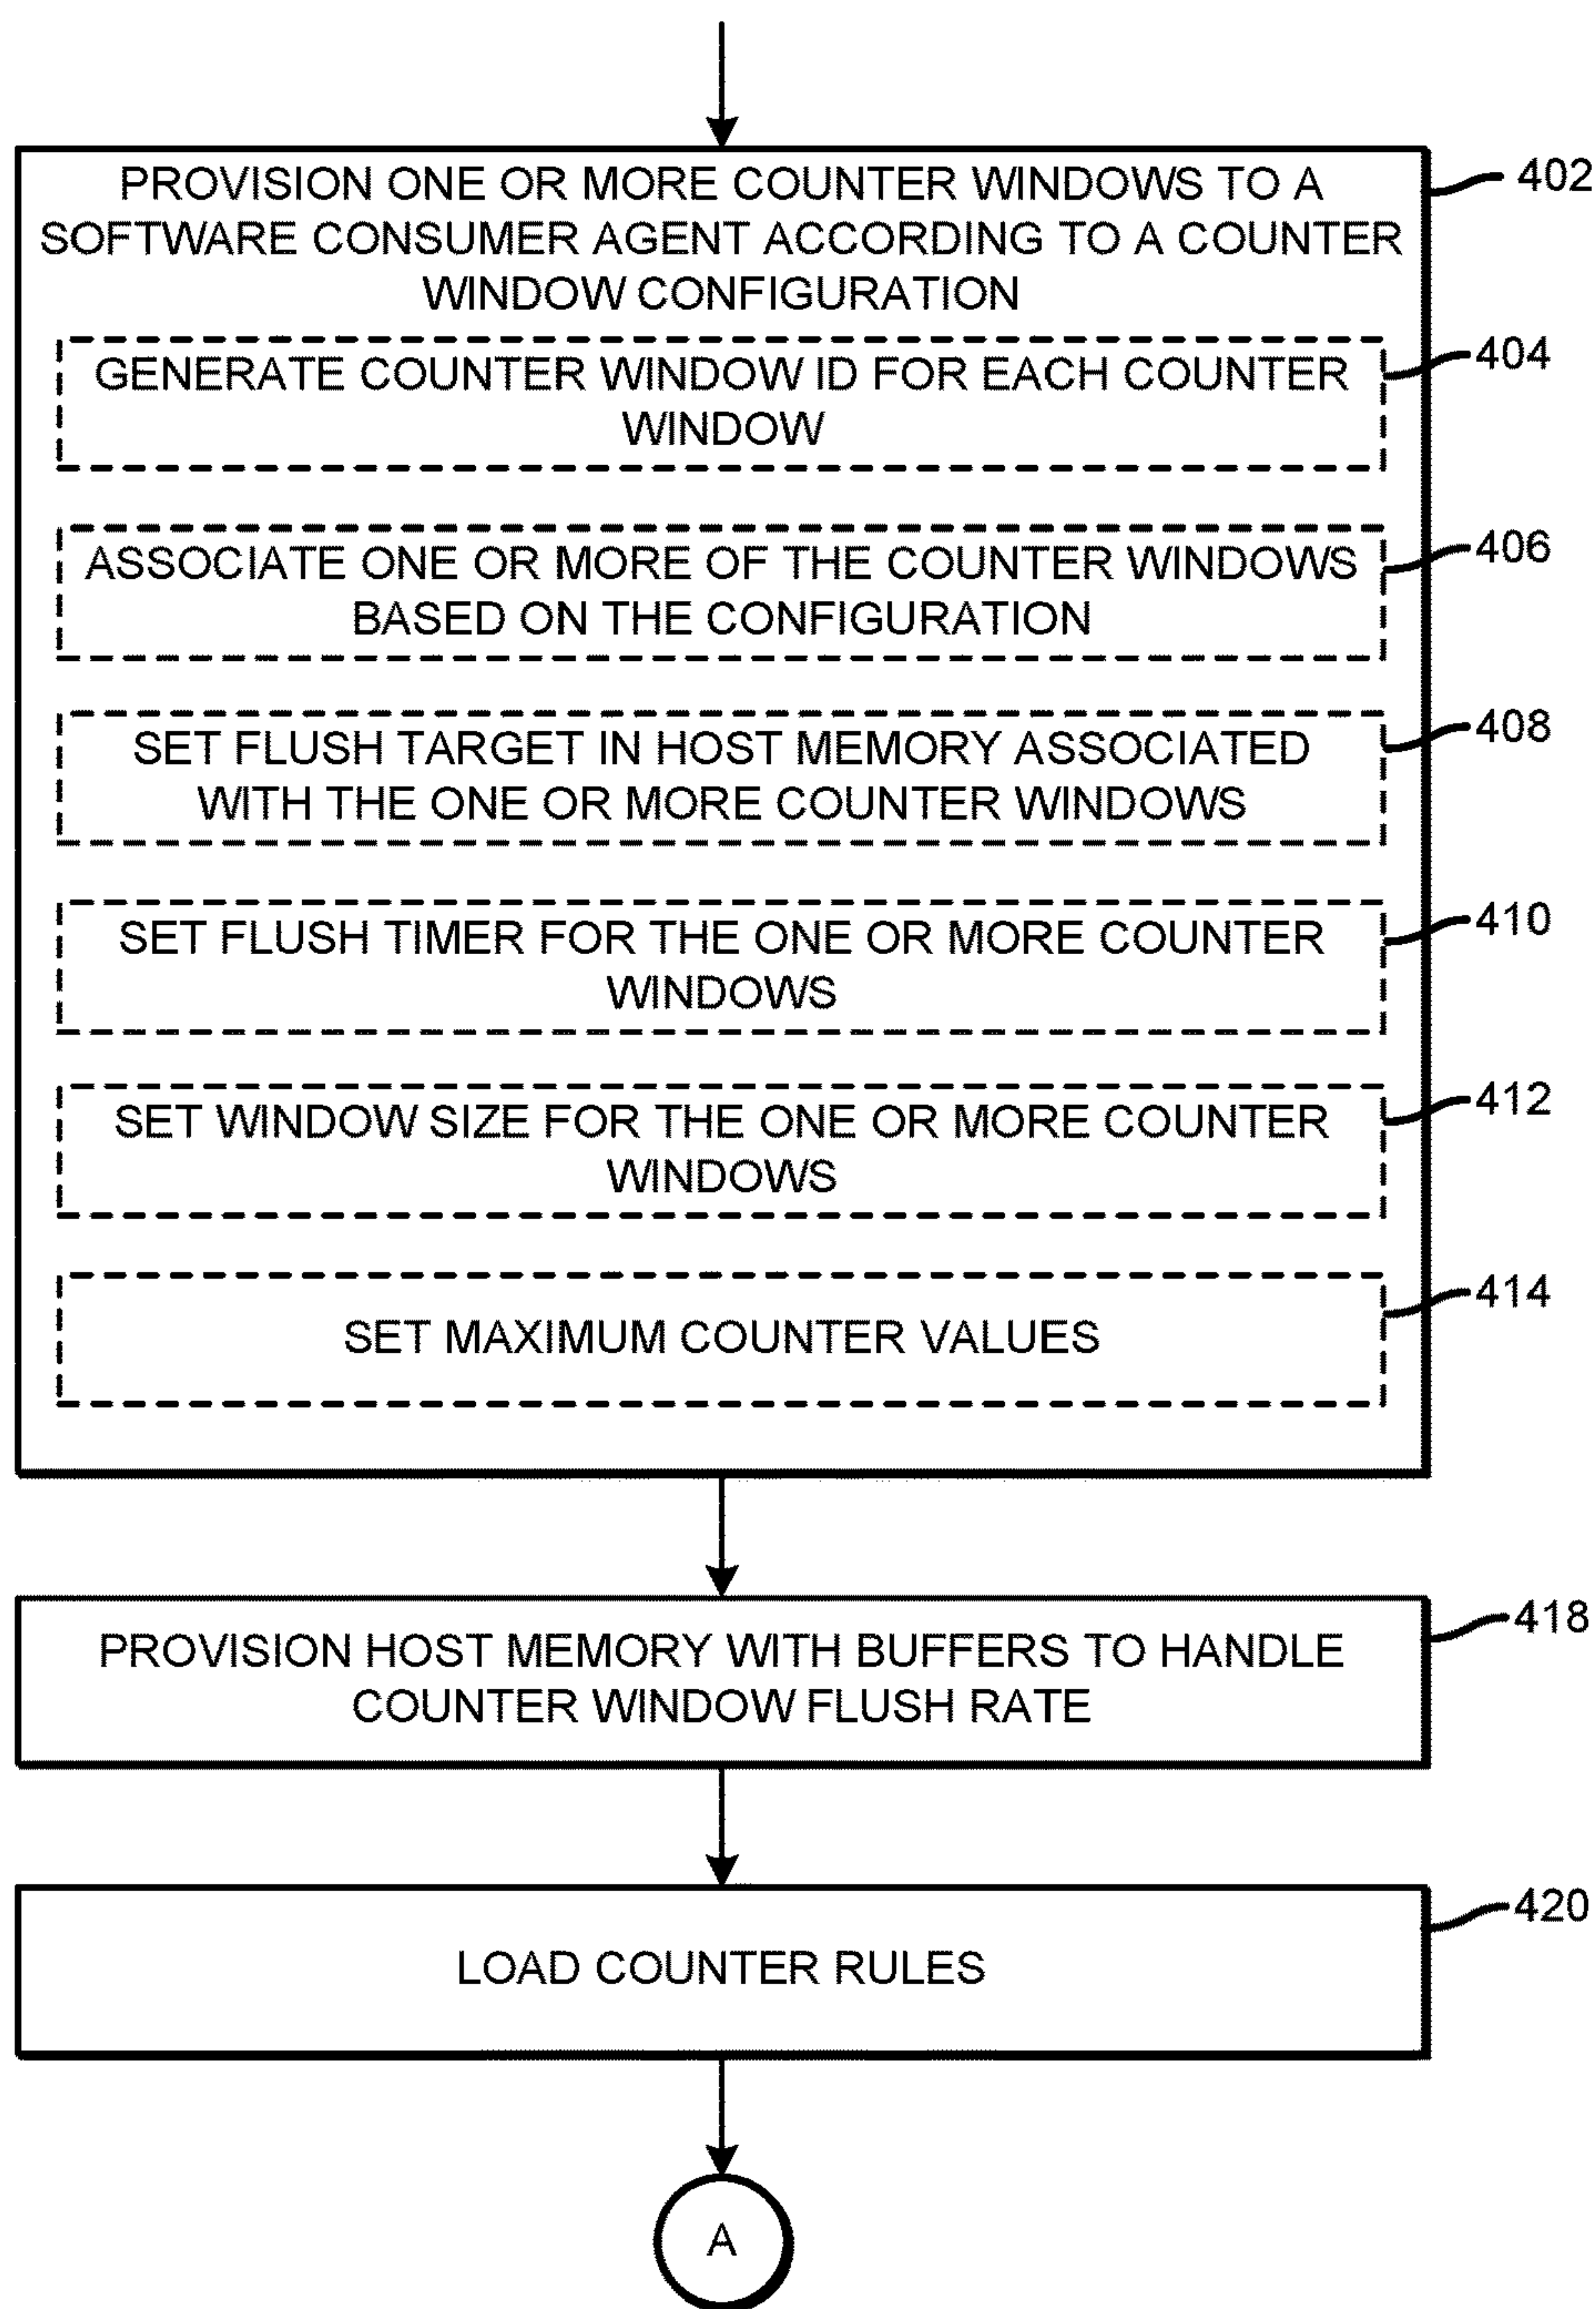 PROVISION ONE OR MORE COUNTER WINDOWS TO A
SOFTWARE CONSUMER AGENT ACCORDING TO A COUNTER
WINDOW CONFIGURATION
402
GENERATE COUNTER WINDOW ID FOR EACH COUNTER
WINDOW
404
ASSOCIATE ONE OR MORE OF THE COUNTER WINDOWS
BASED ON THE CONFIGURATION
406
SET FLUSH TARGET IN HOST MEMORY ASSOCIATED
WITH THE ONE OR MORE COUNTER WINDOWS
408
SET FLUSH TIMER FOR THE ONE OR MORE COUNTER
WINDOWS
410
SET WINDOW SIZE FOR THE ONE OR MORE COUNTER
WINDOWS
412
SET MAXIMUM COUNTER VALUES
414
PROVISION HOST MEMORY WITH BUFFERS TO HANDLE
COUNTER WINDOW FLUSH RATE
418
LOAD COUNTER RULES
420
A